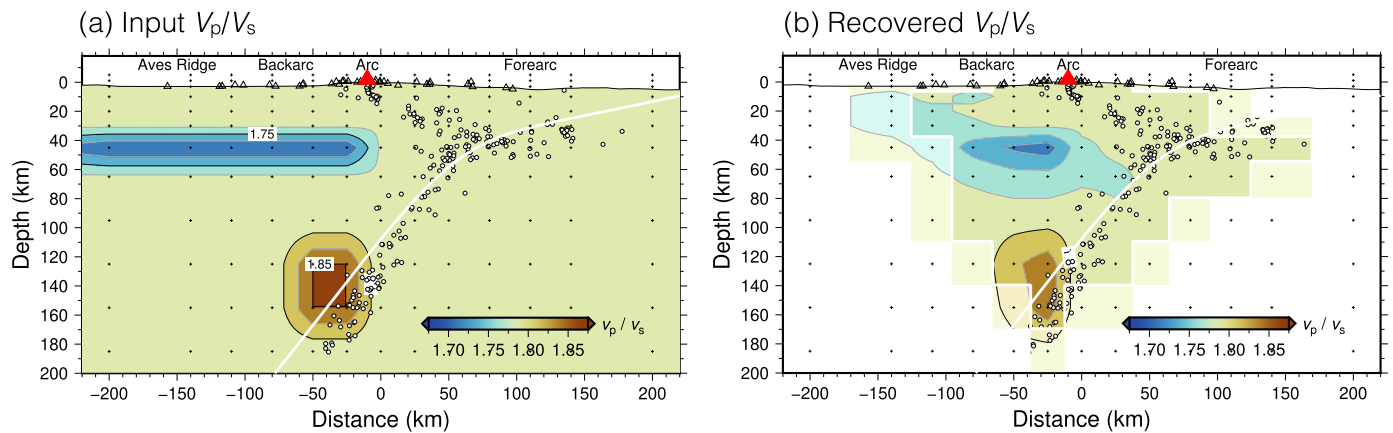 (a) Input Vp/Vs
Aves Ridge Backarc Arc Forearc
0
20
40
60
80
100
120
140
160
180
200
Depth (km)
1.75
1.85
vp / vs
1.70 1.75 1.80 1.85
−200 −150 −100 −50 0 50 100 150 200
Distance (km)
(b) Recovered Vp/Vs
Aves Ridge Backarc Arc Forearc
0
20
40
60
80
100
120
140
160
180
200
Depth (km)
vp / vs
1.70 1.75 1.80 1.85
−200 −150 −100 −50 0 50 100 150 200
Distance (km)